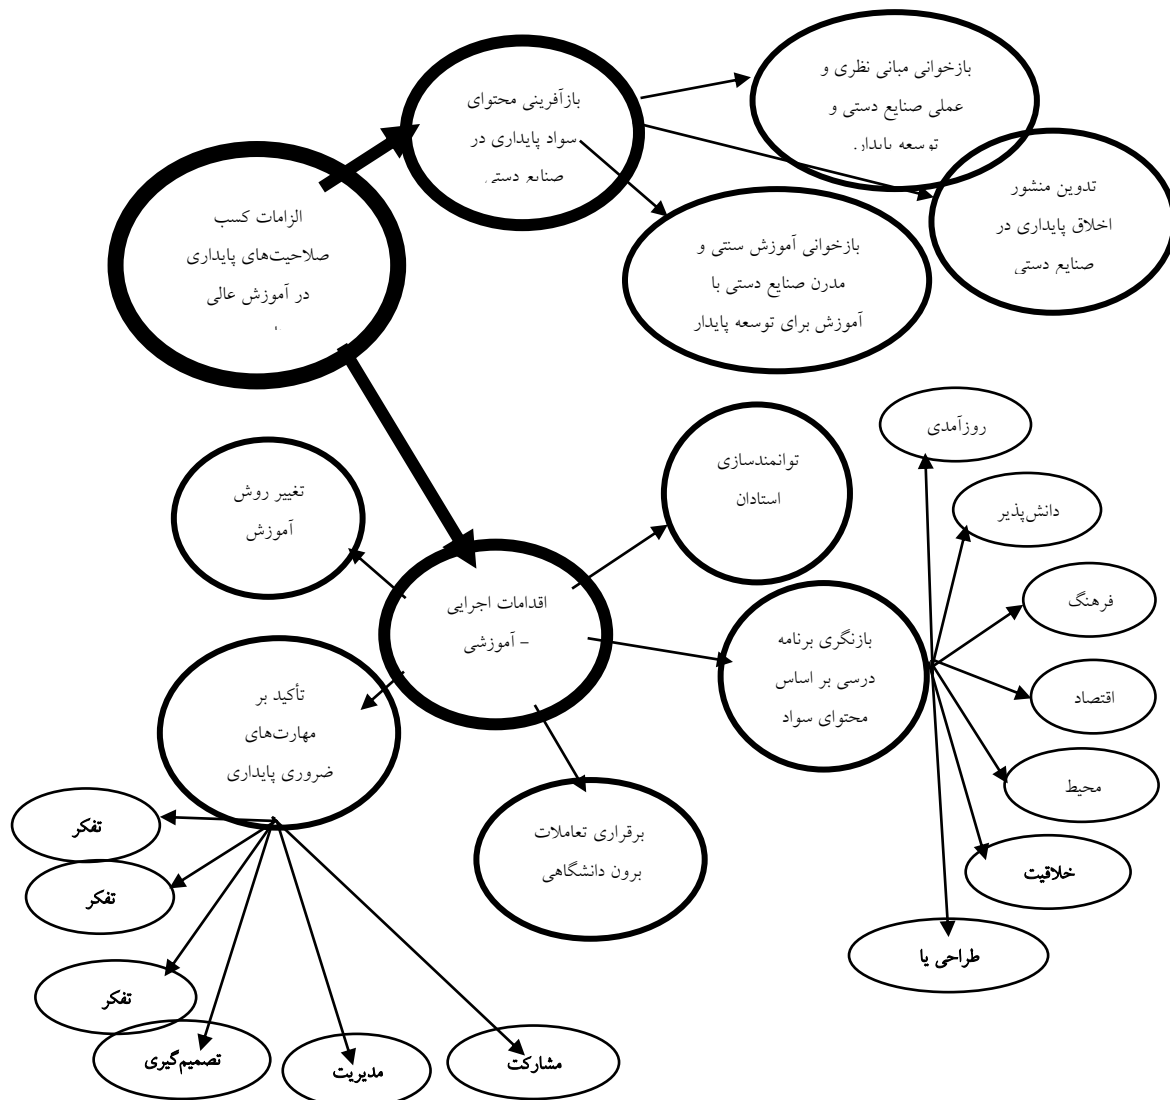 بازخوانی مبانی نظری و
عملی صنایع دستی و
توسعه پایدار.
بازآفرینی محتوای
سواد پایداری در
صنایع دستی
تدوین منشور
اخلاق پایداری در
صنایع دستی
الزامات کسب
صلاحیت‌های پایداری
در آموزش عالی
بازخوانی آموزش سنتی و
مدرن صنایع دستی با
آموزش برای توسعه پایدار
روزآمدی
توانمندسازی
استادان
تغییر روش
آموزش
دانش‌پذیر
فرهنگ
اقدامات اجرایی
– آموزشی
بازنگری برنامه
درسی بر اساس
محتوای سواد
اقتصاد
تأکید بر
مهارت‌های
ضروری پایداری
محیط
برقراری تعاملات
برون دانشگاهی
خلاقیت
طراحی یا
تفکر
تفکر
تفکر
تصمیم‌گیری
مدیریت
مشارکت